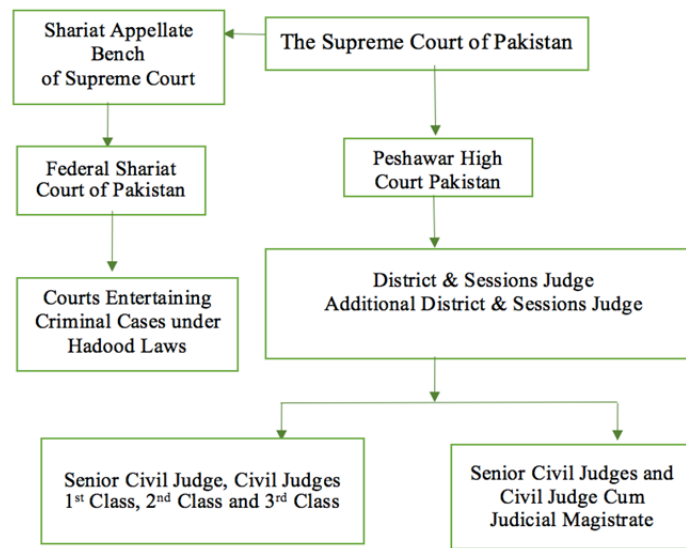 Shariat Appellate
Bench
of Supreme Court
The Supreme Court of Pakistan
Federal Shariat
Court of Pakistan
Peshawar High
Court Pakistan
Courts Entertaining
Criminal Cases under
Hadood Laws
District & Sessions Judge
Additional District & Sessions Judge
Senior Civil Judge, Civil Judges
1st Class, 2nd Class and 3rd Class
Senior Civil Judges and
Civil Judge Cum
Judicial Magistrate